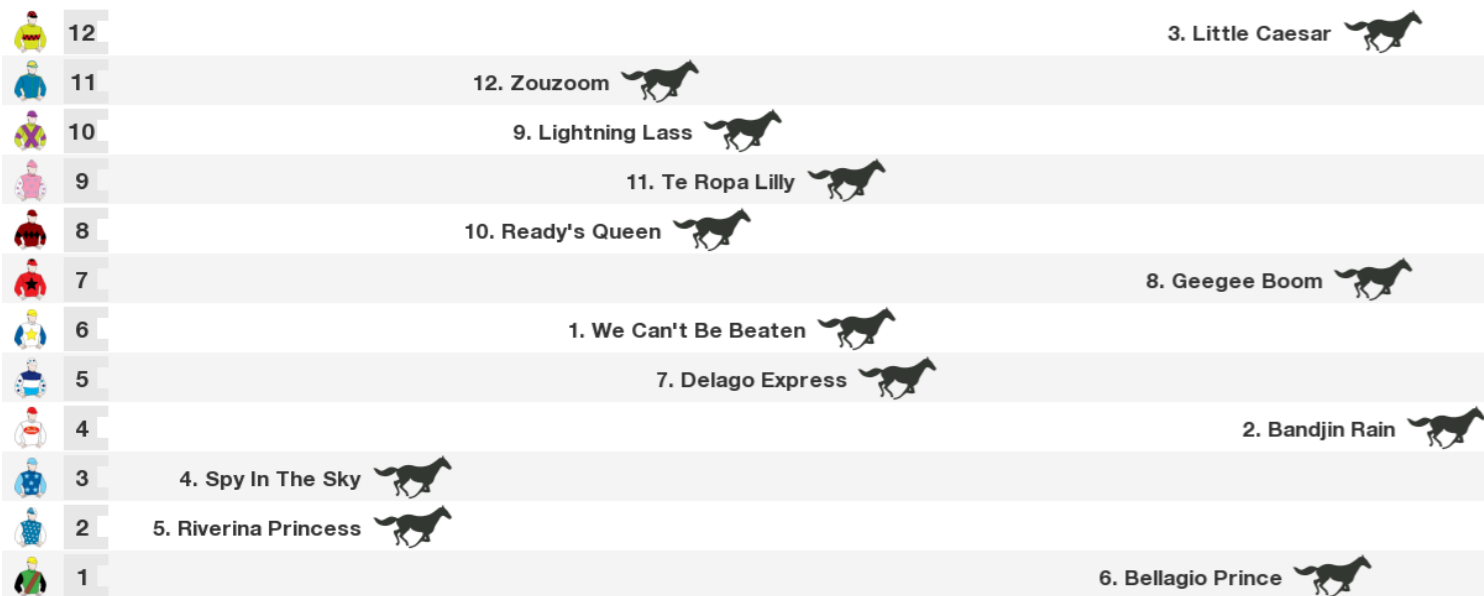 12 3. Little Caesar
11 12. Zouzoom
10 9. Lightning Lass
9 11. Te Ropa Lilly
8 10. Ready's Queen
7 8. Geegee Boom
6 1. We Can't Be Beaten
5 7. Delago Express
4 2. Bandjin Rain
3 4. Spy In The Sky
2 5. Riverina Princess
1 6. Bellagio Prince